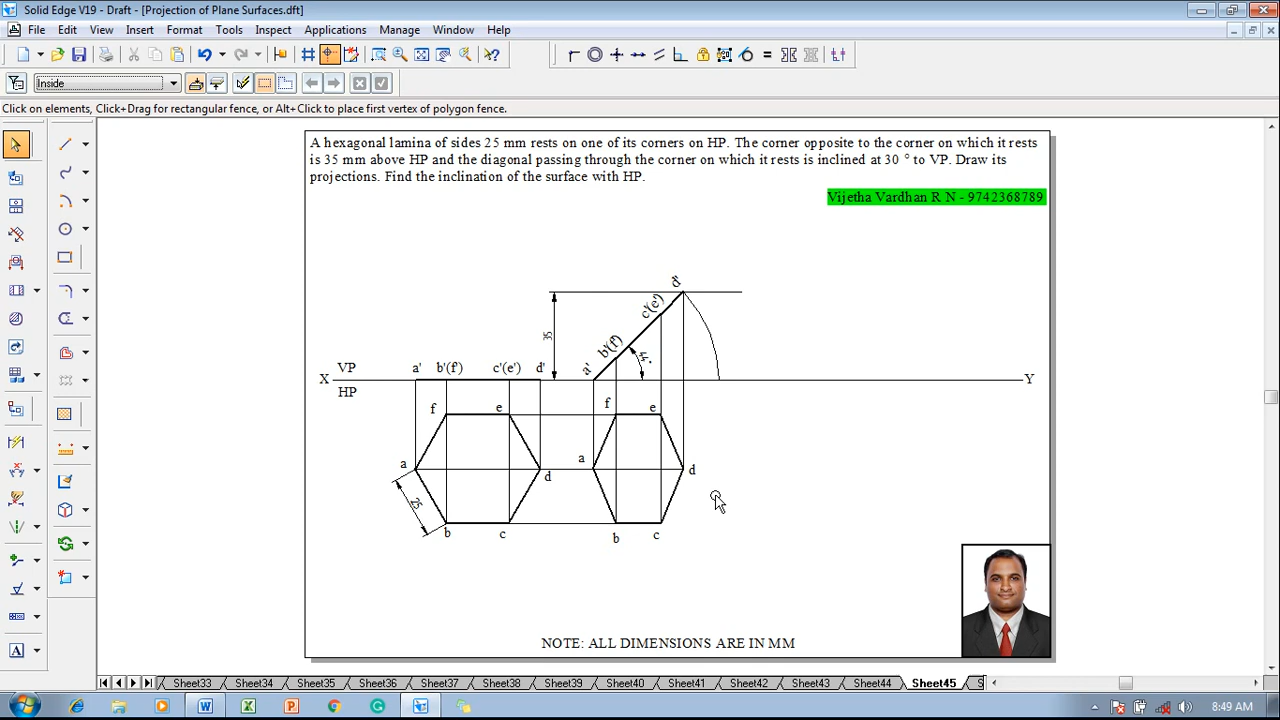 Solid Edge V19 - Draft - [Projection of Plane Surfaces.dft]
File Edit View Insert Format Tools Inspect Applications Manage Window Help
Inside
Click on elements, Click+Drag for rectangular fence, or Alt+Click to place first vertex of polygon fence.
A hexagonal lamina of sides 25 mm rests on one of its corners on HP. The corner opposite to the corner on which it rests
is 35 mm above HP and the diagonal passing through the corner on which it rests is inclined at 30 ° to VP. Draw its
projections. Find the inclination of the surface with HP.
Vijetha Vardhan R N - 9742368789
d'
c'(e')
35
b'(f')
44°
VP a' b'(f') c'(e') d' a'
X Y
HP
f e f e
a d a d
25
b c b c
NOTE: ALL DIMENSIONS ARE IN MM
Sheet33 Sheet34 Sheet35 Sheet36 Sheet37 Sheet38 Sheet39 Sheet40 Sheet41 Sheet42 Sheet43 Sheet44 Sheet45 S
8:49 AM